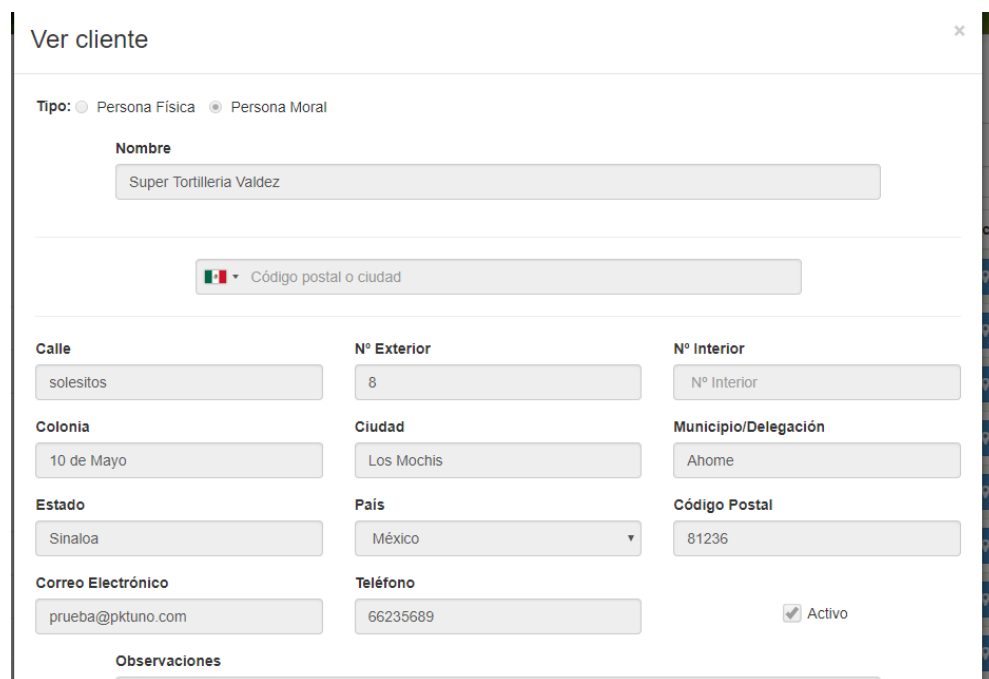 Ver cliente ×
Tipo: Persona Física Persona Moral
Nombre
Super Tortilleria Valdez
Código postal o ciudad
Calle Nº Exterior Nº Interior
solesitos 8 Nº Interior
Colonia Ciudad Municipio/Delegación
10 de Mayo Los Mochis Ahome
Estado País Código Postal
Sinaloa México 81236
Correo Electrónico Teléfono
prueba@pktuno.com 66235689 Activo
Observaciones